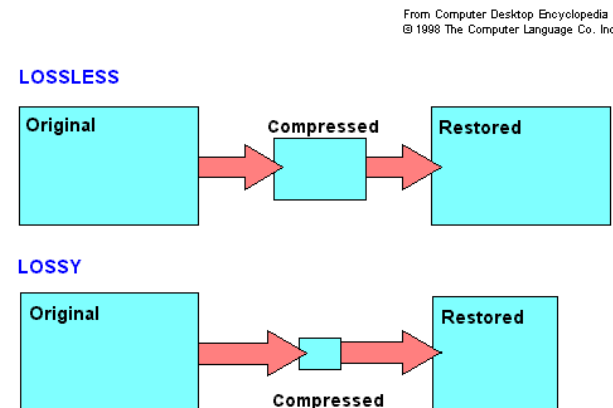 From Computer Desktop Encyclopedia
© 1998 The Computer Language Co. Inc
LOSSLESS
Original
Compressed
Restored
LOSSY
Original
Restored
Compressed